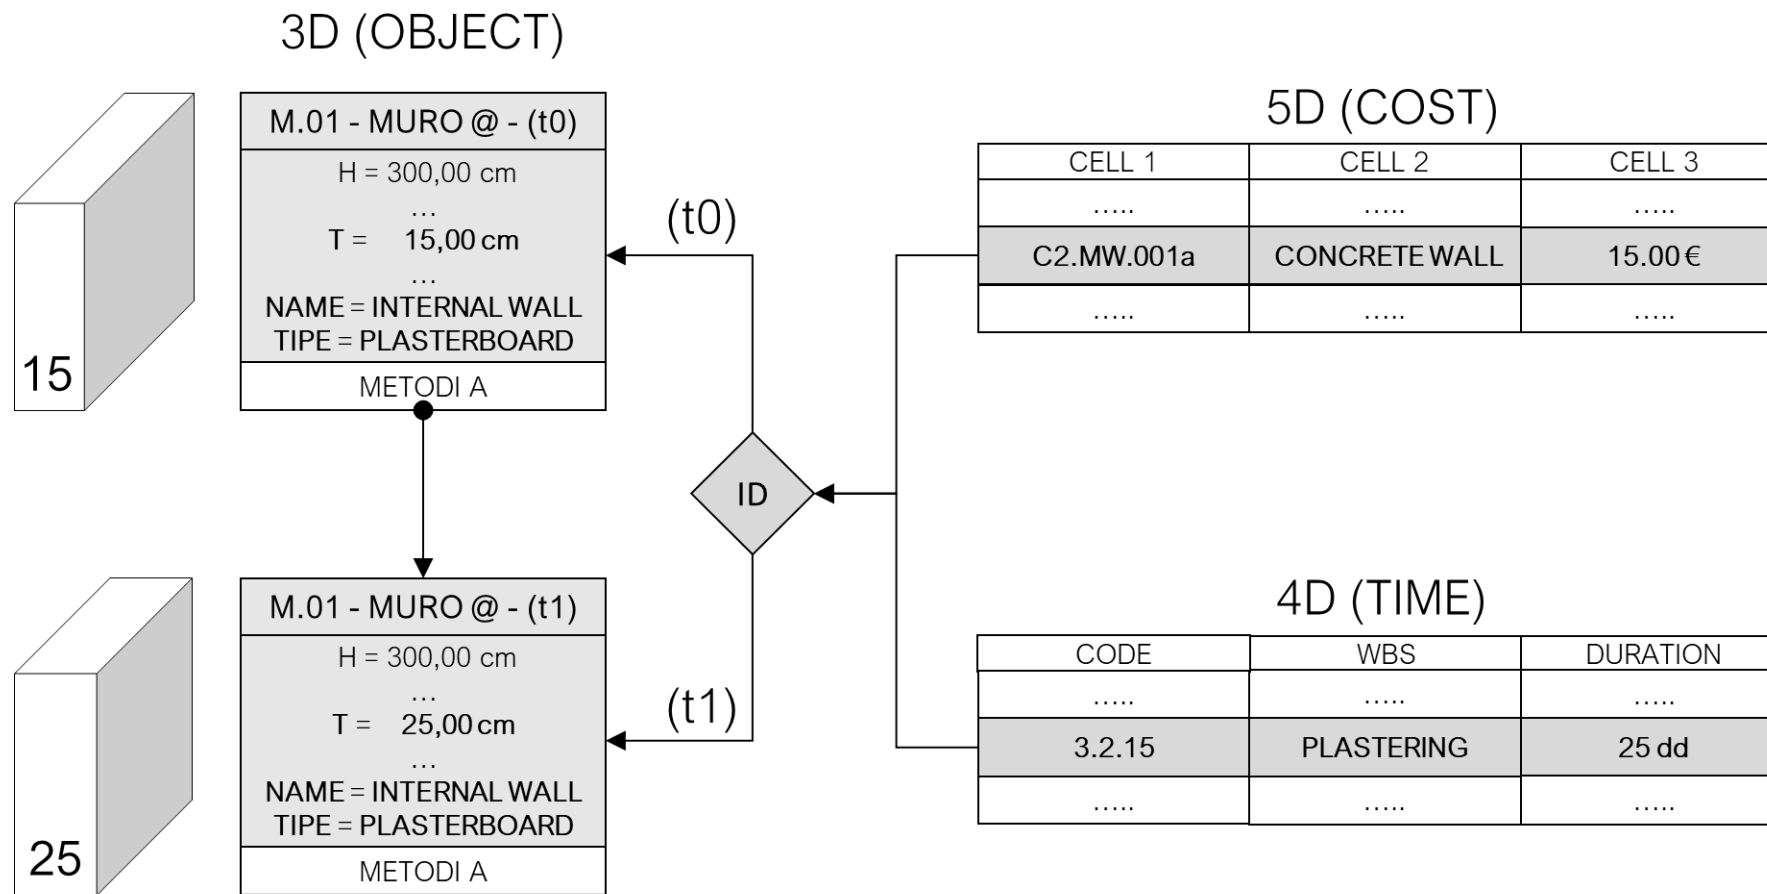 3D (OBJECT)
M.01 - MURO @ - (t0)
H = 300,00 cm
...
T = 15,00 cm
...
NAME = INTERNAL WALL
TIPE = PLASTERBOARD
METODI A
15
(t0)
5D (COST)
CELL 1 CELL 2 CELL 3
..... ..... .....
C2.MW.001a CONCRETE WALL 15.00 €
..... ..... .....
ID
M.01 - MURO @ - (t1)
H = 300,00 cm
...
T = 25,00 cm
...
NAME = INTERNAL WALL
TIPE = PLASTERBOARD
METODI A
25
(t1)
4D (TIME)
CODE WBS DURATION
..... ..... .....
3.2.15 PLASTERING 25 dd
..... ..... .....